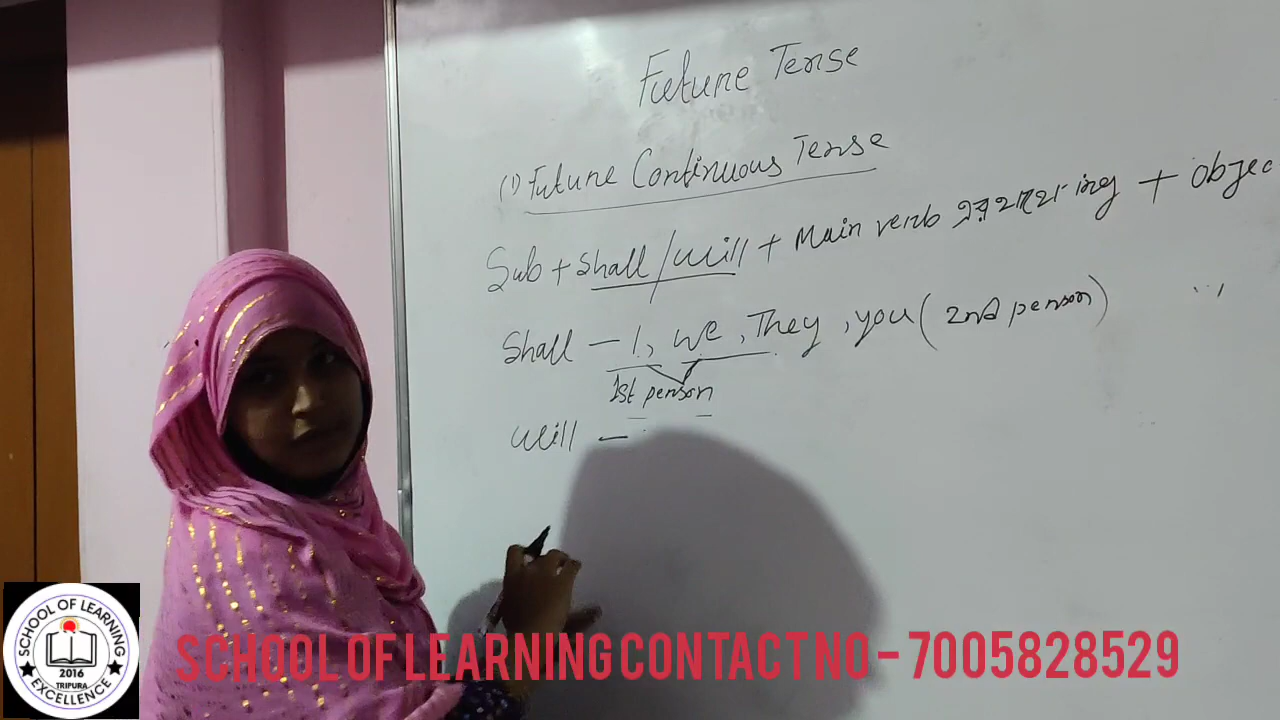 Future Tense
(1) Future Continuous Tense
Sub + Shall / Will + Main verb এরসাথে ing + Objec
Shall - I, We, They, you (2nd person)
1st person
Will -
SCHOOL OF LEARNING
2016
TRIPURA
EXCELLENCE
SCHOOL OF LEARNING CONTACT NO - 7005828529